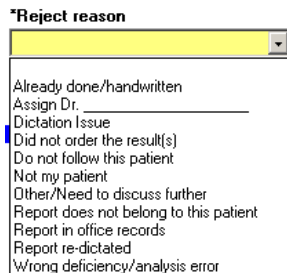 *Reject reason
Already done/handwritten
Assign Dr. ____________________
Dictation Issue
Did not order the result(s)
Do not follow this patient
Not my patient
Other/Need to discuss further
Report does not belong to this patient
Report in office records
Report re-dictated
Wrong deficiency/analysis error